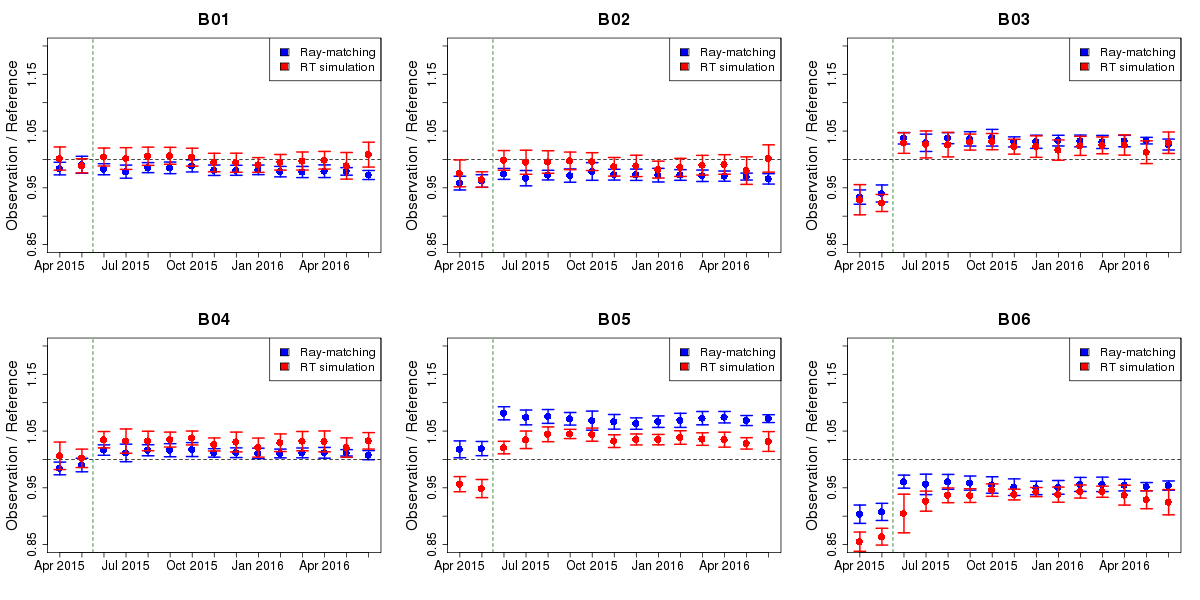 B01
Observation / Reference
0.85 0.95 1.05 1.15
Ray-matching
RT simulation
Apr 2015 Jul 2015 Oct 2015 Jan 2016 Apr 2016
B02
Observation / Reference
0.85 0.95 1.05 1.15
Ray-matching
RT simulation
Apr 2015 Jul 2015 Oct 2015 Jan 2016 Apr 2016
B03
Observation / Reference
0.85 0.95 1.05 1.15
Ray-matching
RT simulation
Apr 2015 Jul 2015 Oct 2015 Jan 2016 Apr 2016
B04
Observation / Reference
0.85 0.95 1.05 1.15
Ray-matching
RT simulation
Apr 2015 Jul 2015 Oct 2015 Jan 2016 Apr 2016
B05
Observation / Reference
0.85 0.95 1.05 1.15
Ray-matching
RT simulation
Apr 2015 Jul 2015 Oct 2015 Jan 2016 Apr 2016
B06
Observation / Reference
0.85 0.95 1.05 1.15
Ray-matching
RT simulation
Apr 2015 Jul 2015 Oct 2015 Jan 2016 Apr 2016